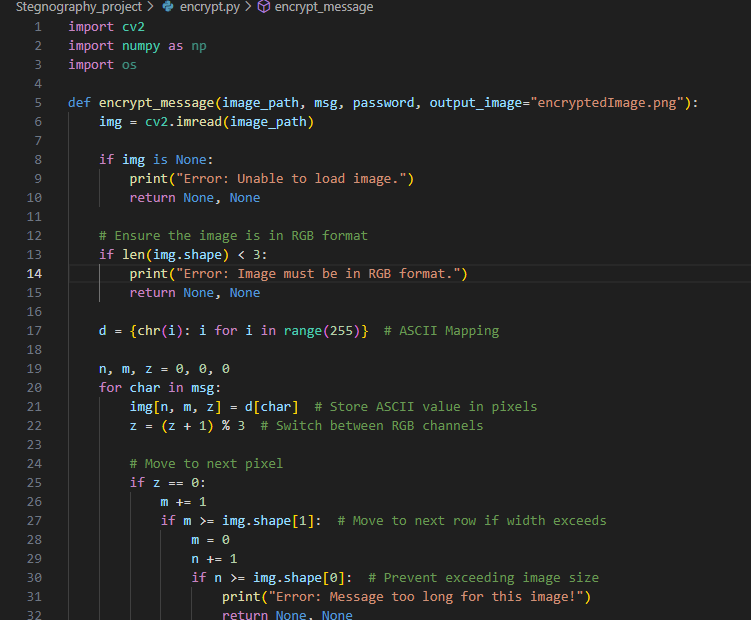 Stegnography_project > encrypt.py > encrypt_message
1 import cv2
2 import numpy as np
3 import os
4
5 def encrypt_message(image_path, msg, password, output_image="encryptedImage.png"):
6     img = cv2.imread(image_path)
7
8     if img is None:
9         print("Error: Unable to load image.")
10         return None, None
11
12     # Ensure the image is in RGB format
13     if len(img.shape) < 3:
14         print("Error: Image must be in RGB format.")
15         return None, None
16
17     d = {chr(i): i for i in range(255)}  # ASCII Mapping
18
19     n, m, z = 0, 0, 0
20     for char in msg:
21         img[n, m, z] = d[char]  # Store ASCII value in pixels
22         z = (z + 1) % 3  # Switch between RGB channels
23
24         # Move to next pixel
25         if z == 0:
26             m += 1
27             if m >= img.shape[1]:  # Move to next row if width exceeds
28                 m = 0
29                 n += 1
30                 if n >= img.shape[0]:  # Prevent exceeding image size
31                     print("Error: Message too long for this image!")
32                     return None, None